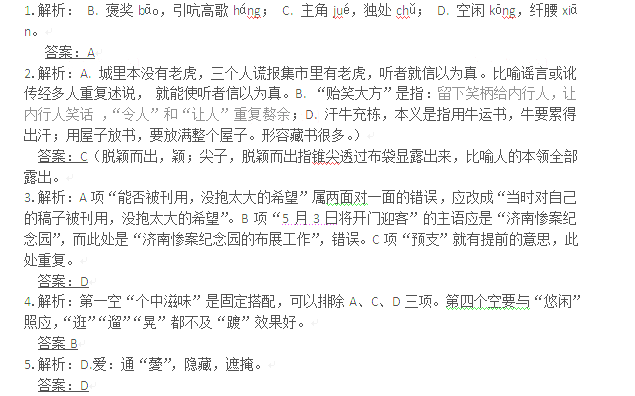 1.解析： B. 褒奖 bāo，引吭高歌 háng； C. 主角 jué，独处 chǔ； D. 空闲 kōng，纤腰 xiā
n。
答案：A
2.解析：A. 城里本没有老虎，三个人谎报集市里有老虎，听者就信以为真。比喻谣言或讹
传经多人重复述说， 就能使听者信以为真。B. “贻笑大方”是指：留下笑柄给内行人，让
内行人笑话 ，“令人”和“让人”重复赘余；D. 汗牛充栋，本义是指用牛运书，牛要累得
出汗；用屋子放书，要放满整个屋子。形容藏书很多。）
答案：C（脱颖而出，颖；尖子，脱颖而出指锥尖透过布袋显露出来，比喻人的本领全部
露出。
3.解析：A 项“能否被刊用，没抱太大的希望”属两面对一面的错误，应改成“当时对自己
的稿子被刊用，没抱太大的希望”。B 项“5 月 3 日将开门迎客”的主语应是“济南惨案纪
念园”，而此处是“济南惨案纪念园的布展工作”，错误。C 项“预支”就有提前的意思，此
处重复。
答案：D
4.解析：第一空“个中滋味”是固定搭配，可以排除 A、C、D 三项。第四个空要与“悠闲”
照应，“逛”“遛”“晃”都不及“踱”效果好。
答案 B
5.解析：D.爱：通“薆”，隐藏，遮掩。
答案：D